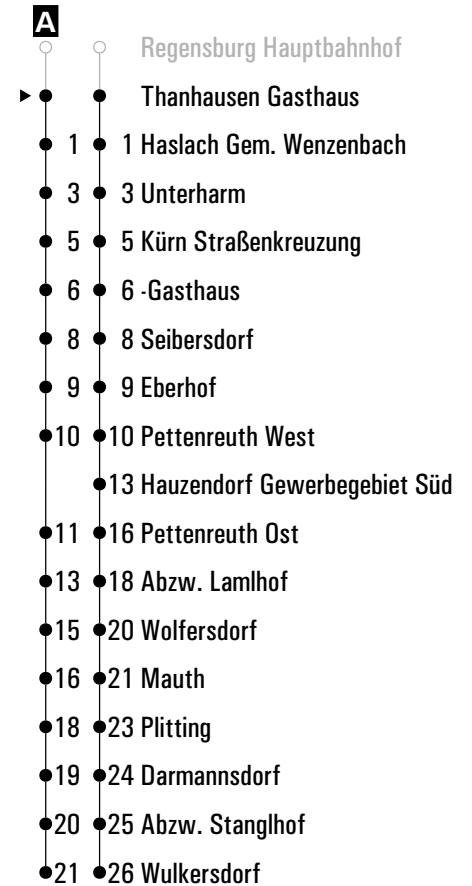 A
Regensburg Hauptbahnhof
Thanhausen Gasthaus
1 1 Haslach Gem. Wenzenbach
3 3 Unterharm
5 5 Kürn Straßenkreuzung
6 6 -Gasthaus
8 8 Seibersdorf
9 9 Eberhof
10 10 Pettenreuth West
13 Hauzendorf Gewerbegebiet Süd
11 16 Pettenreuth Ost
13 18 Abzw. Lamlhof
15 20 Wolfersdorf
16 21 Mauth
18 23 Plitting
19 24 Darmannsdorf
20 25 Abzw. Stanglhof
21 26 Wulkersdorf